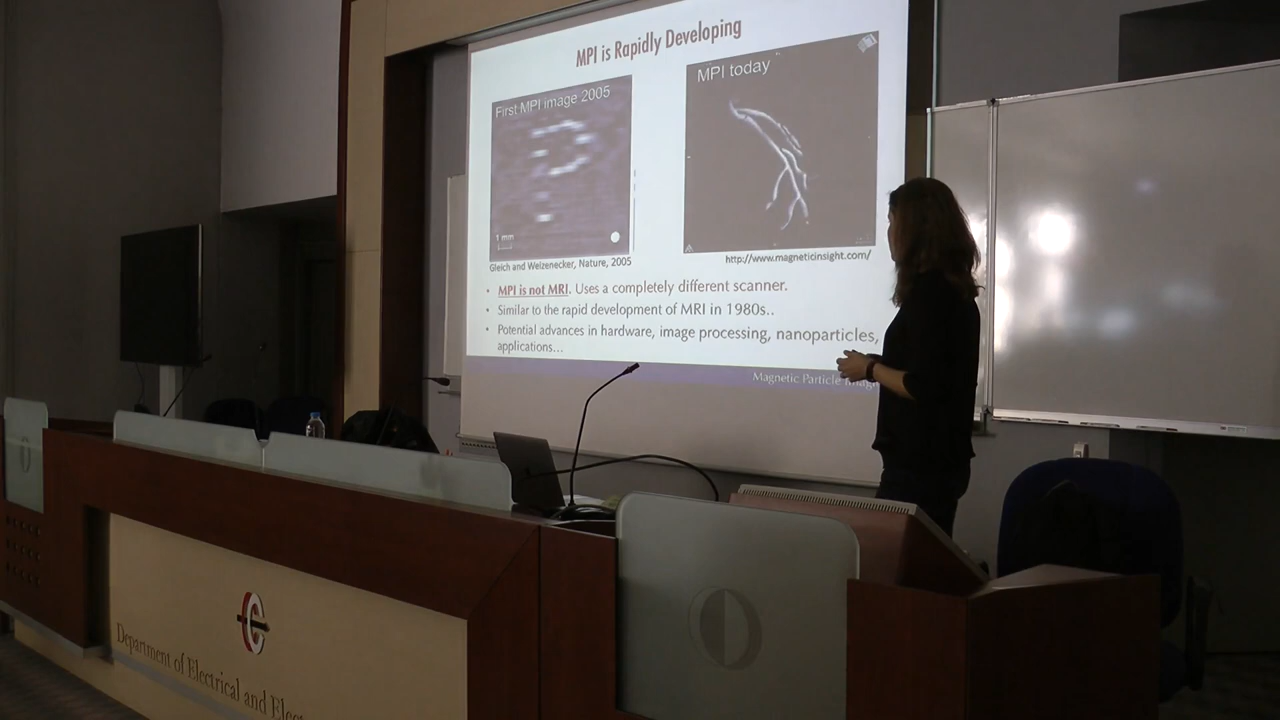 MPI is Rapidly Developing
First MPI image 2005
1 mm
MPI today
Gleich and Weizenecker, Nature, 2005
http://www.magneticinsight.com/
• MPI is not MRI. Uses a completely different scanner.
• Similar to the rapid development of MRI in 1980s..
• Potential advances in hardware, image processing, nanoparticles,
applications...
Magnetic Particle Imag
Department of Electrical and Elect